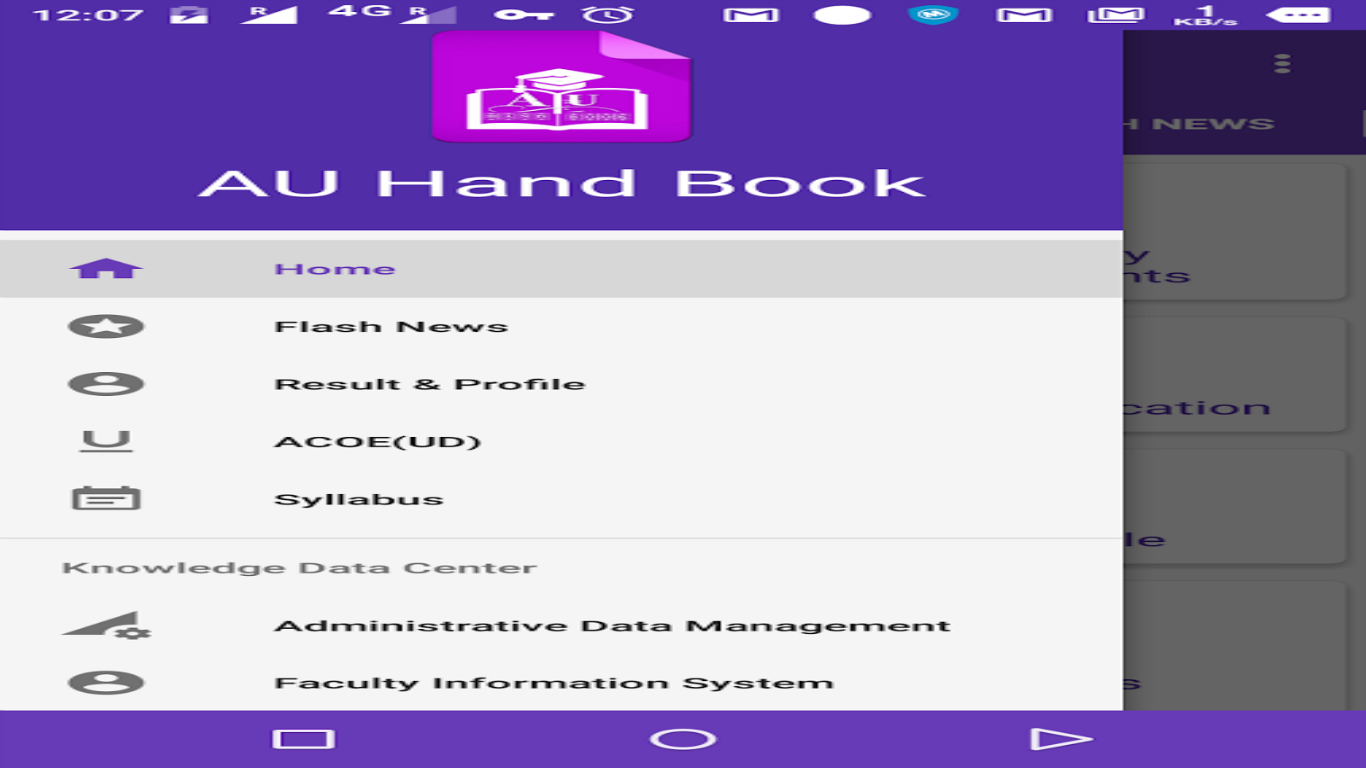 12:07 R 4G R 1
KB/s
AU
AU Hand Book
H NEWS
Home
Flash News
Result & Profile
ACOE(UD)
Syllabus
Knowledge Data Center
Administrative Data Management
Faculty Information System
y
nts
cation
le
s